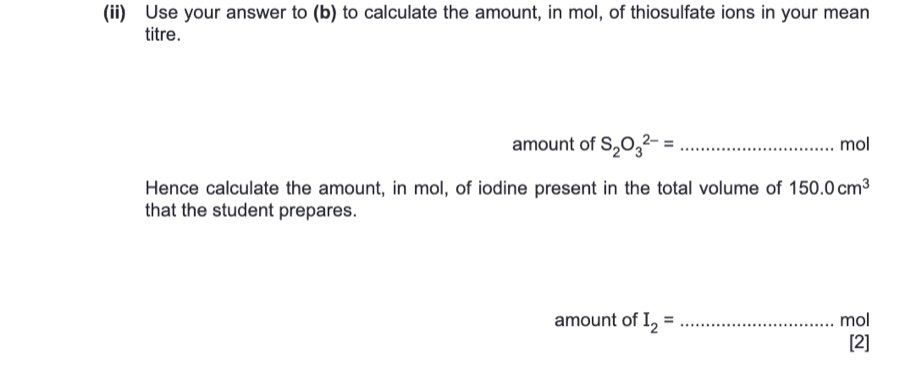 (ii) Use your answer to (b) to calculate the amount, in mol, of thiosulfate ions in your mean
titre.
amount of S₂O₃²⁻ = .............................. mol
Hence calculate the amount, in mol, of iodine present in the total volume of 150.0 cm³
that the student prepares.
amount of I₂ = .............................. mol
[2]